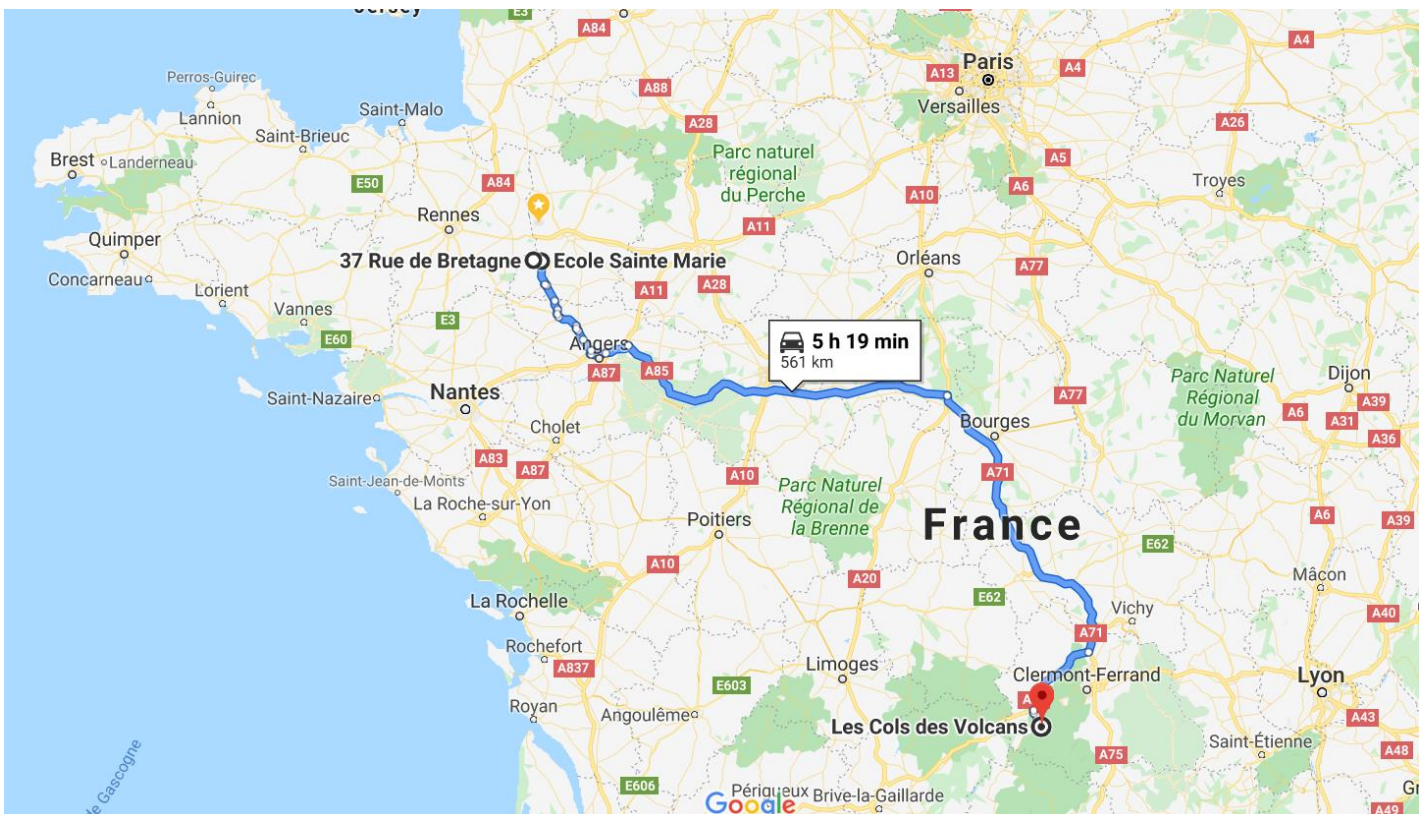 Jersey
E3
A84
A4
Paris
A13
A4
Versailles
Perros-Guirec
Lannion
A88
Saint-Malo
A28
A26
Saint-Brieuc
Parc naturel
régional
du Perche
Brest
Landerneau
A5
E50
A84
A6
Troyes
A10
Rennes
A11
Quimper
37 Rue de Bretagne
Ecole Sainte Marie
Orléans
A77
Concarneau
Lorient
A11
A28
Vannes
E3
E60
Angers
5 h 19 min
561 km
A87
A85
Parc Naturel
Régional
du Morvan
Dijon
Saint-Nazaire
Nantes
A77
A39
A6
A31
Bourges
A36
Cholet
A83
A87
A10
A71
Saint-Jean-de-Monts
La Roche-sur-Yon
Parc Naturel
Régional de
la Brenne
Poitiers
France
A6
A39
E62
A10
A20
Mâcon
La Rochelle
E62
Vichy
A40
A71
Rochefort
A837
Limoges
Clermont-Ferrand
E603
Lyon
Royan
Angoulême
Les Cols des Volcans
A43
Saint-Étienne
A48
A75
de Gascogne
E606
Périgueux
Brive-la-Gaillarde
Google
A49